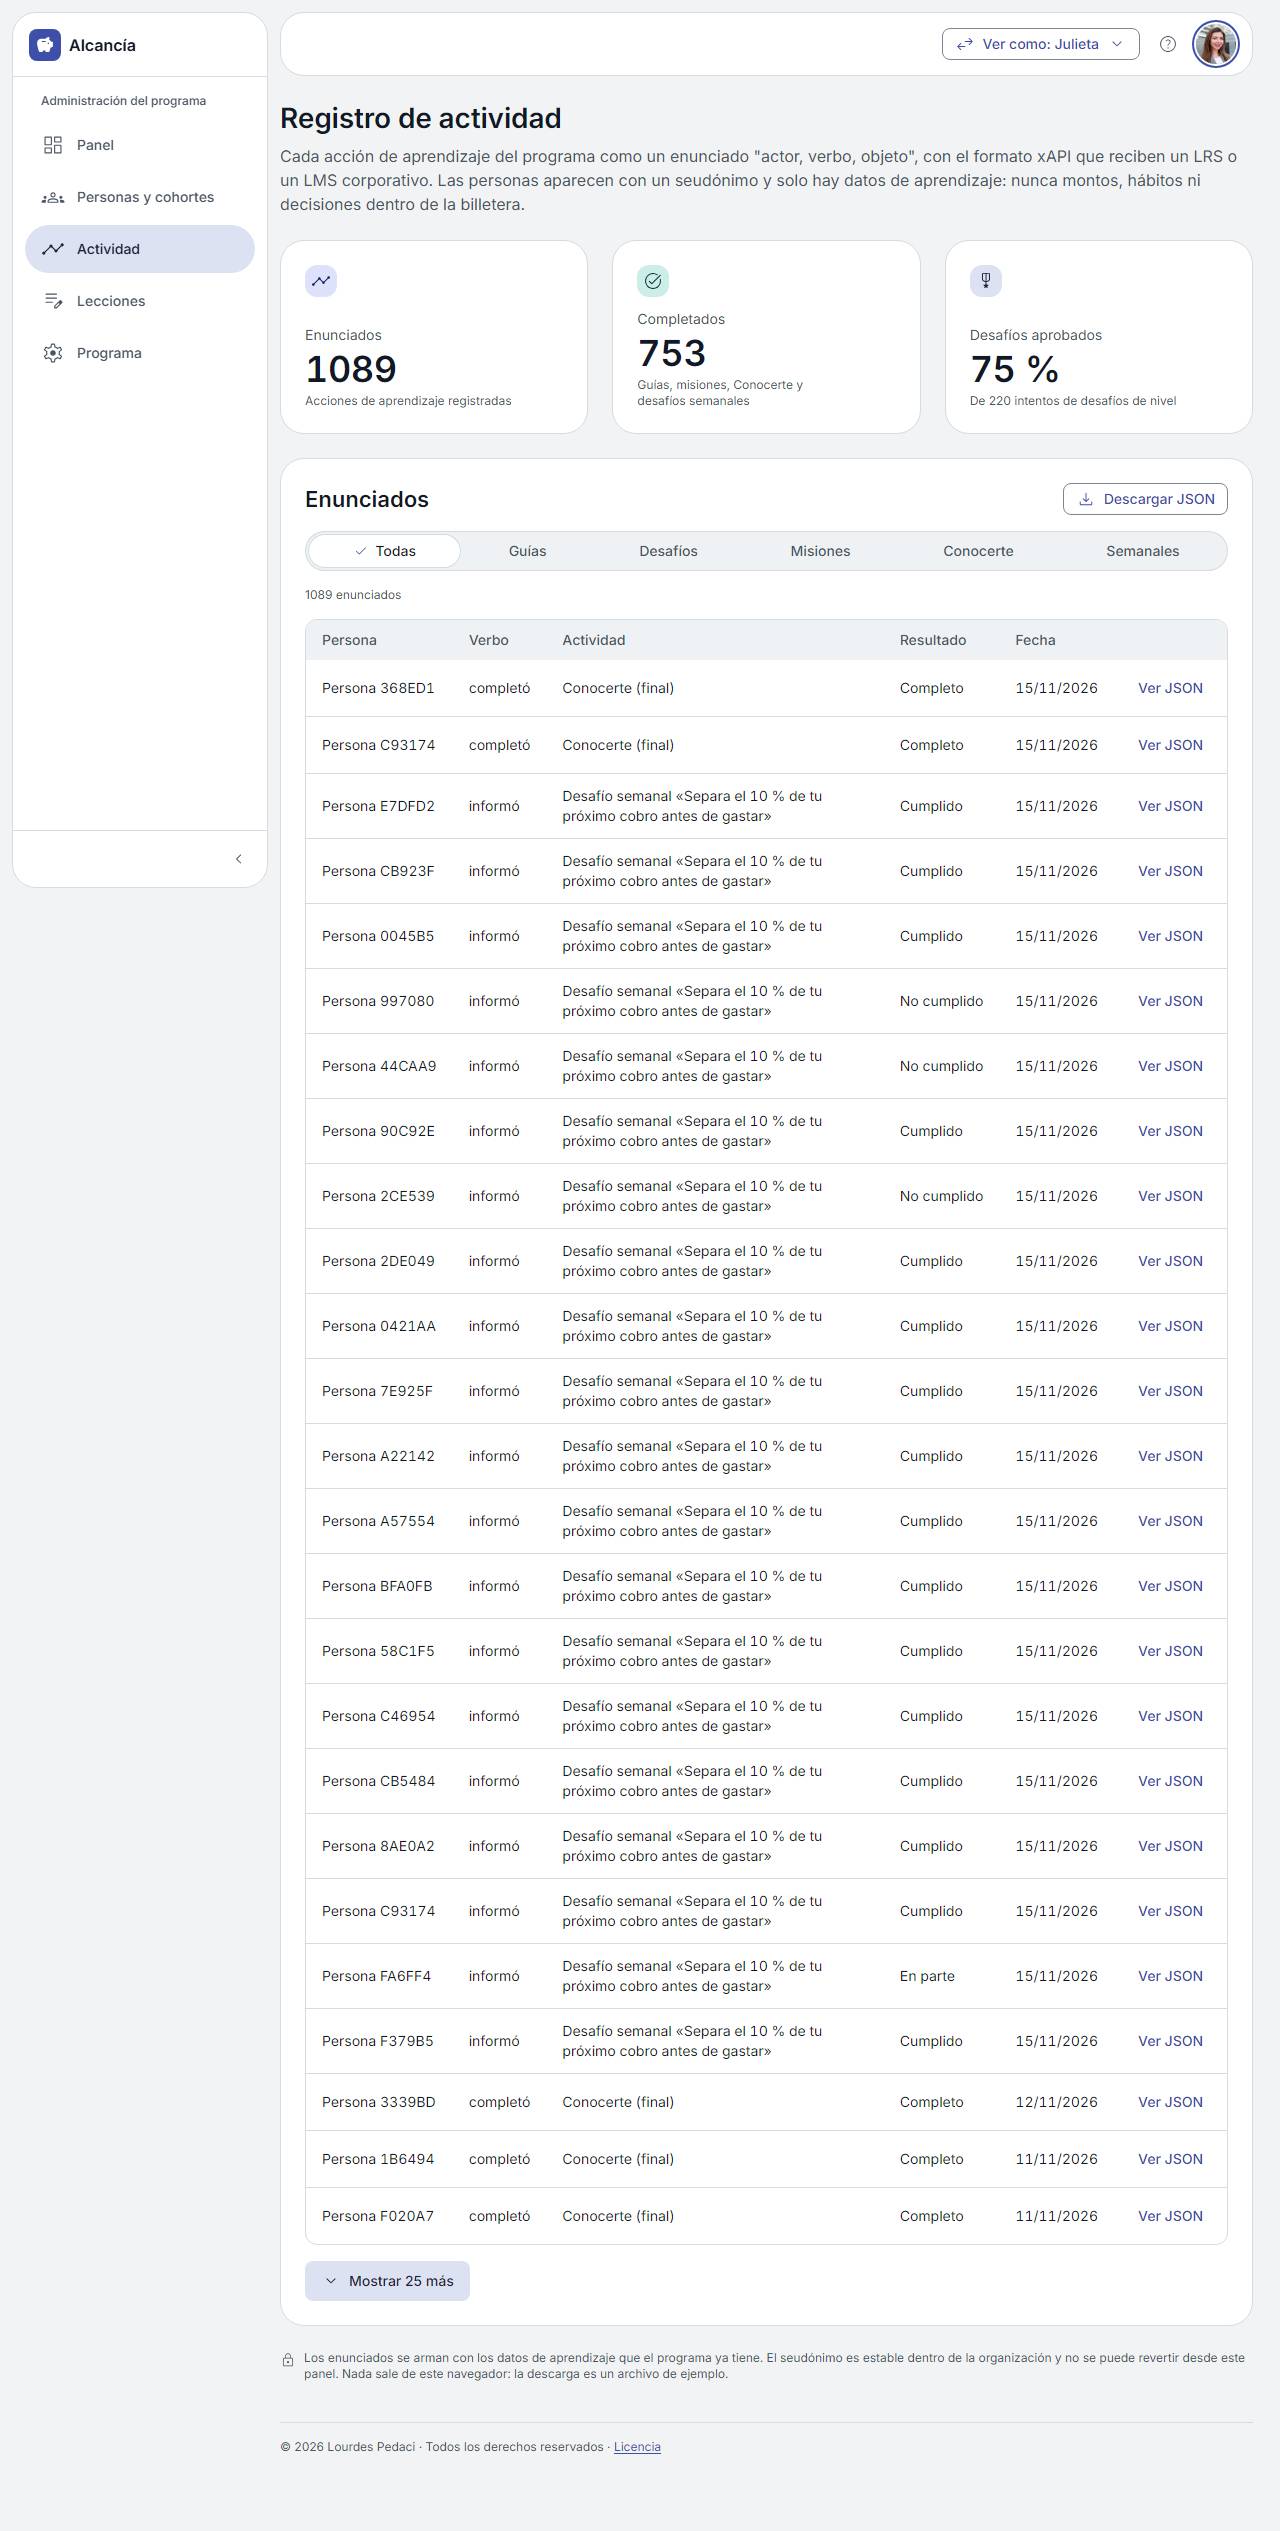 Alcancía
Ver como: Julieta
Administración del programa
Panel
Personas y cohortes
Actividad
Lecciones
Programa
Registro de actividad
Cada acción de aprendizaje del programa como un enunciado "actor, verbo, objeto", con el formato xAPI que reciben un LRS o
un LMS corporativo. Las personas aparecen con un seudónimo y solo hay datos de aprendizaje: nunca montos, hábitos ni
decisiones dentro de la billetera.
Enunciados
1089
Acciones de aprendizaje registradas
Completados
753
Guías, misiones, Conocerte y
desafíos semanales
Desafíos aprobados
75 %
De 220 intentos de desafíos de nivel
Enunciados
Descargar JSON
Todas Guías Desafíos Misiones Conocerte Semanales
1089 enunciados
Persona Verbo Actividad Resultado Fecha
Persona 368ED1 completó Conocerte (final) Completo 15/11/2026 Ver JSON
Persona C93174 completó Conocerte (final) Completo 15/11/2026 Ver JSON
Persona E7DFD2 informó Desafío semanal «Separa el 10 % de tu
próximo cobro antes de gastar» Cumplido 15/11/2026 Ver JSON
Persona CB923F informó Desafío semanal «Separa el 10 % de tu
próximo cobro antes de gastar» Cumplido 15/11/2026 Ver JSON
Persona 0045B5 informó Desafío semanal «Separa el 10 % de tu
próximo cobro antes de gastar» Cumplido 15/11/2026 Ver JSON
Persona 997080 informó Desafío semanal «Separa el 10 % de tu
próximo cobro antes de gastar» No cumplido 15/11/2026 Ver JSON
Persona 44CAA9 informó Desafío semanal «Separa el 10 % de tu
próximo cobro antes de gastar» No cumplido 15/11/2026 Ver JSON
Persona 90C92E informó Desafío semanal «Separa el 10 % de tu
próximo cobro antes de gastar» Cumplido 15/11/2026 Ver JSON
Persona 2CE539 informó Desafío semanal «Separa el 10 % de tu
próximo cobro antes de gastar» No cumplido 15/11/2026 Ver JSON
Persona 2DE049 informó Desafío semanal «Separa el 10 % de tu
próximo cobro antes de gastar» Cumplido 15/11/2026 Ver JSON
Persona 0421AA informó Desafío semanal «Separa el 10 % de tu
próximo cobro antes de gastar» Cumplido 15/11/2026 Ver JSON
Persona 7E925F informó Desafío semanal «Separa el 10 % de tu
próximo cobro antes de gastar» Cumplido 15/11/2026 Ver JSON
Persona A22142 informó Desafío semanal «Separa el 10 % de tu
próximo cobro antes de gastar» Cumplido 15/11/2026 Ver JSON
Persona A57554 informó Desafío semanal «Separa el 10 % de tu
próximo cobro antes de gastar» Cumplido 15/11/2026 Ver JSON
Persona BFA0FB informó Desafío semanal «Separa el 10 % de tu
próximo cobro antes de gastar» Cumplido 15/11/2026 Ver JSON
Persona 58C1F5 informó Desafío semanal «Separa el 10 % de tu
próximo cobro antes de gastar» Cumplido 15/11/2026 Ver JSON
Persona C46954 informó Desafío semanal «Separa el 10 % de tu
próximo cobro antes de gastar» Cumplido 15/11/2026 Ver JSON
Persona CB5484 informó Desafío semanal «Separa el 10 % de tu
próximo cobro antes de gastar» Cumplido 15/11/2026 Ver JSON
Persona 8AE0A2 informó Desafío semanal «Separa el 10 % de tu
próximo cobro antes de gastar» Cumplido 15/11/2026 Ver JSON
Persona C93174 informó Desafío semanal «Separa el 10 % de tu
próximo cobro antes de gastar» Cumplido 15/11/2026 Ver JSON
Persona FA6FF4 informó Desafío semanal «Separa el 10 % de tu
próximo cobro antes de gastar» En parte 15/11/2026 Ver JSON
Persona F379B5 informó Desafío semanal «Separa el 10 % de tu
próximo cobro antes de gastar» Cumplido 15/11/2026 Ver JSON
Persona 3339BD completó Conocerte (final) Completo 12/11/2026 Ver JSON
Persona 1B6494 completó Conocerte (final) Completo 11/11/2026 Ver JSON
Persona F020A7 completó Conocerte (final) Completo 11/11/2026 Ver JSON
Mostrar 25 más
Los enunciados se arman con los datos de aprendizaje que el programa ya tiene. El seudónimo es estable dentro de la organización y no se puede revertir desde este
panel. Nada sale de este navegador: la descarga es un archivo de ejemplo.
© 2026 Lourdes Pedaci · Todos los derechos reservados · Licencia